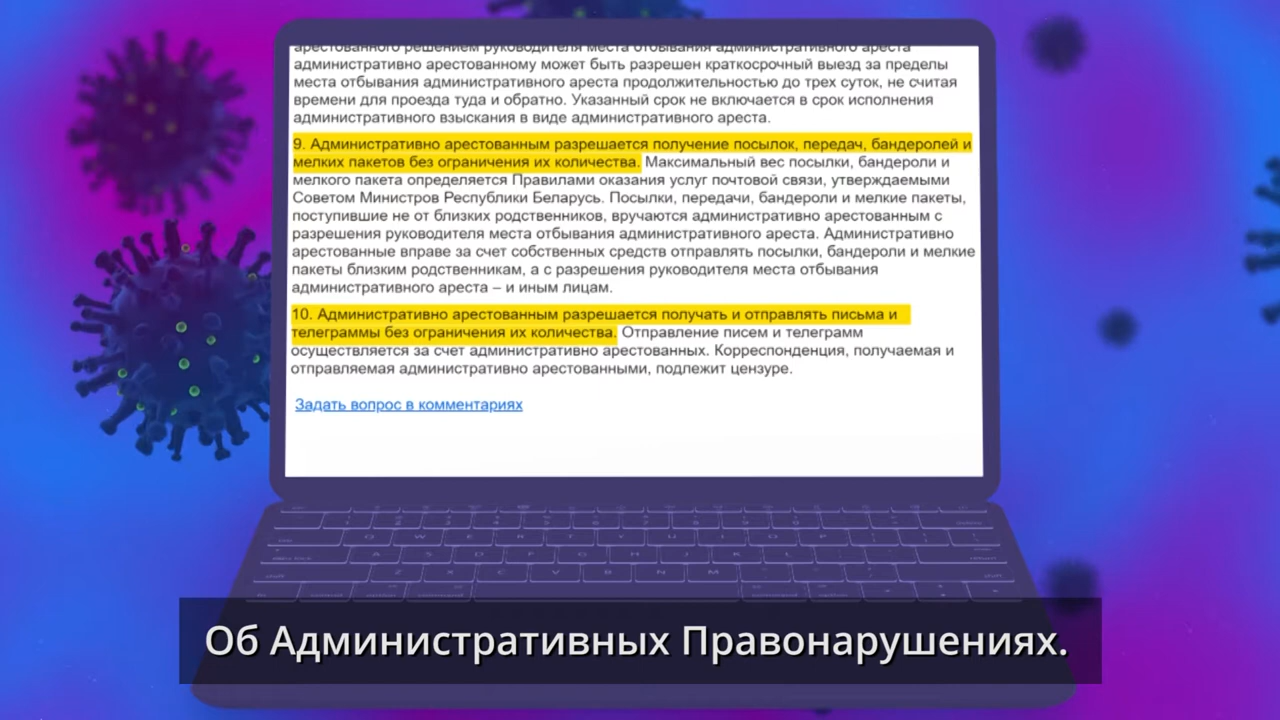 арестованного решением руководителя места отбывания административного ареста
административно арестованному может быть разрешен краткосрочный выезд за пределы
места отбывания административного ареста продолжительностью до трех суток, не считая
времени для проезда туда и обратно. Указанный срок не включается в срок исполнения
административного взыскания в виде административного ареста.
9. Административно арестованным разрешается получение посылок, передач, бандеролей и
мелких пакетов без ограничения их количества. Максимальный вес посылки, бандероли и
мелкого пакета определяется Правилами оказания услуг почтовой связи, утверждаемыми
Советом Министров Республики Беларусь. Посылки, передачи, бандероли и мелкие пакеты,
поступившие не от близких родственников, вручаются административно арестованным с
разрешения руководителя места отбывания административного ареста. Административно
арестованные вправе за счет собственных средств отправлять посылки, бандероли и мелкие
пакеты близким родственникам, а с разрешения руководителя места отбывания
административного ареста – и иным лицам.
10. Административно арестованным разрешается получать и отправлять письма и
телеграммы без ограничения их количества. Отправление писем и телеграмм
осуществляется за счет административно арестованных. Корреспонденция, получаемая и
отправляемая административно арестованными, подлежит цензуре.
Задать вопрос в комментариях
Об Административных Правонарушениях.